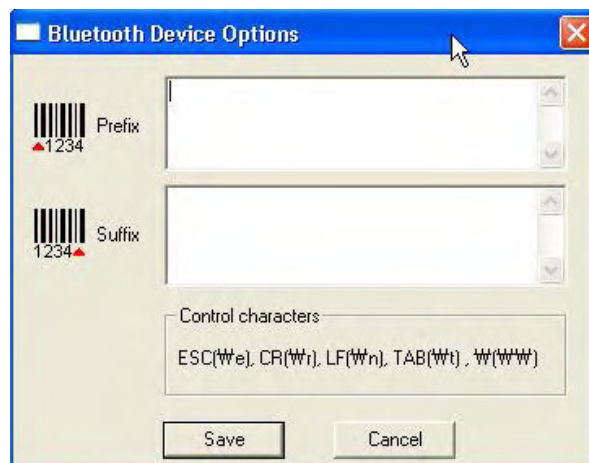 Bluetooth Device Options
Prefix
1234
Suffix
1234
Control characters
ESC(₩e), CR(₩r), LF(₩n), TAB(₩t) , ₩(₩₩)
Save
Cancel